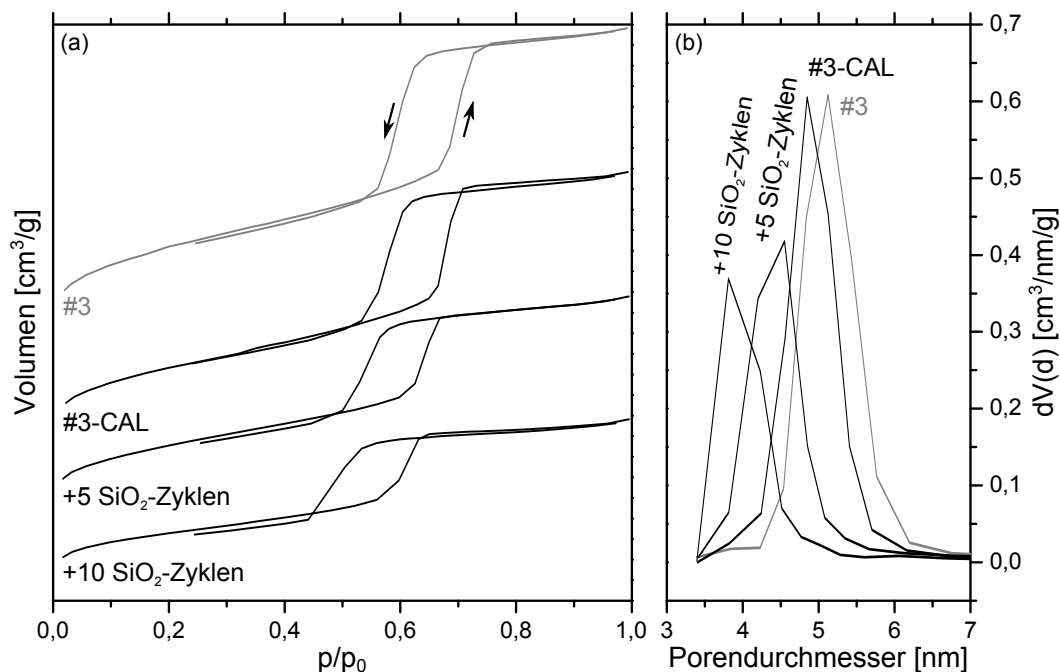 (a)
Volumen [cm³/g]
#3
#3-CAL
+5 SiO₂-Zyklen
+10 SiO₂-Zyklen
0,0 0,2 0,4 0,6 0,8 1,0
p/p₀
(b)
+10 SiO₂-Zyklen
+5 SiO₂-Zyklen
#3-CAL
#3
0,7
0,6
0,5
0,4
0,3
0,2
0,1
0,0
dV(d) [cm³/nm/g]
3 4 5 6 7
Porendurchmesser [nm]